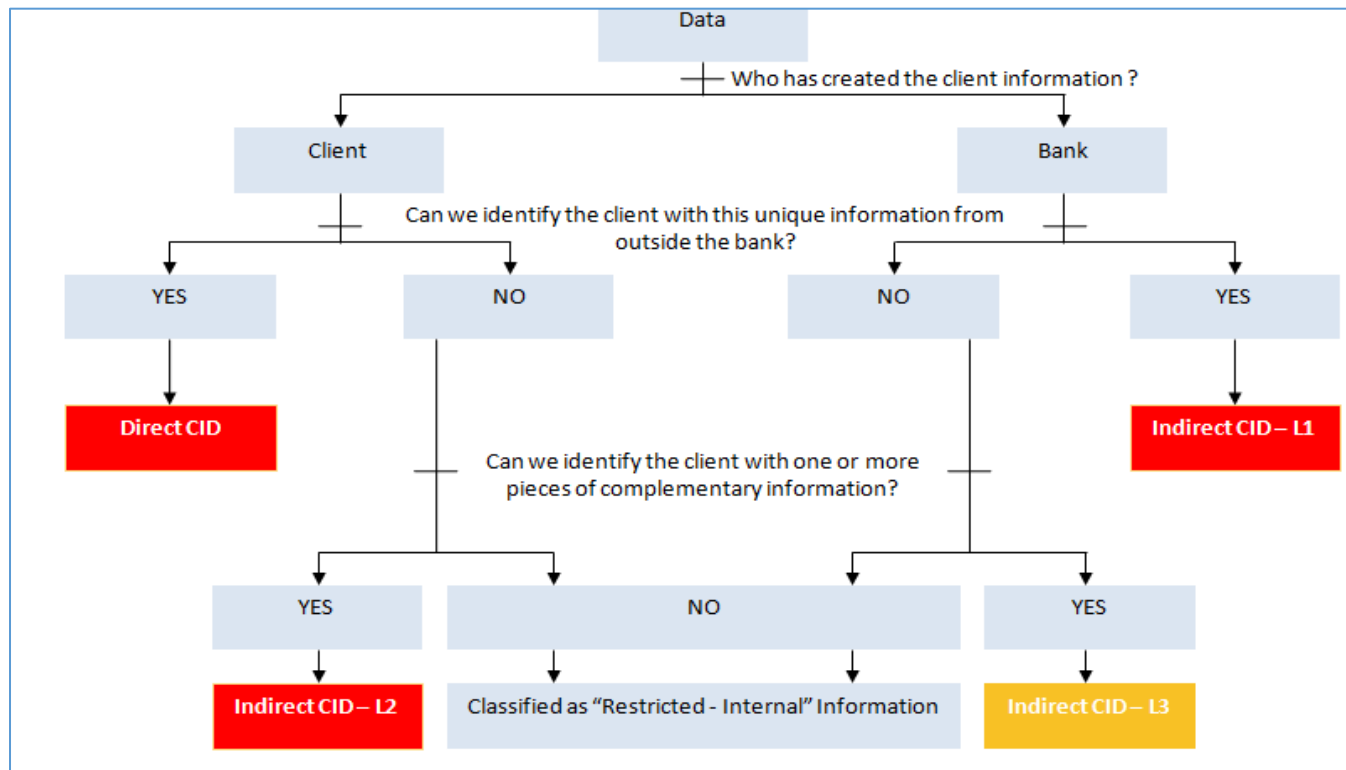 Data
Who has created the client information ?
Client
Bank
Can we identify the client with this unique information from
outside the bank?
YES
NO
NO
YES
Direct CID
Indirect CID – L1
Can we identify the client with one or more
pieces of complementary information?
YES
NO
YES
Indirect CID – L2
Classified as “Restricted - Internal” Information
Indirect CID – L3